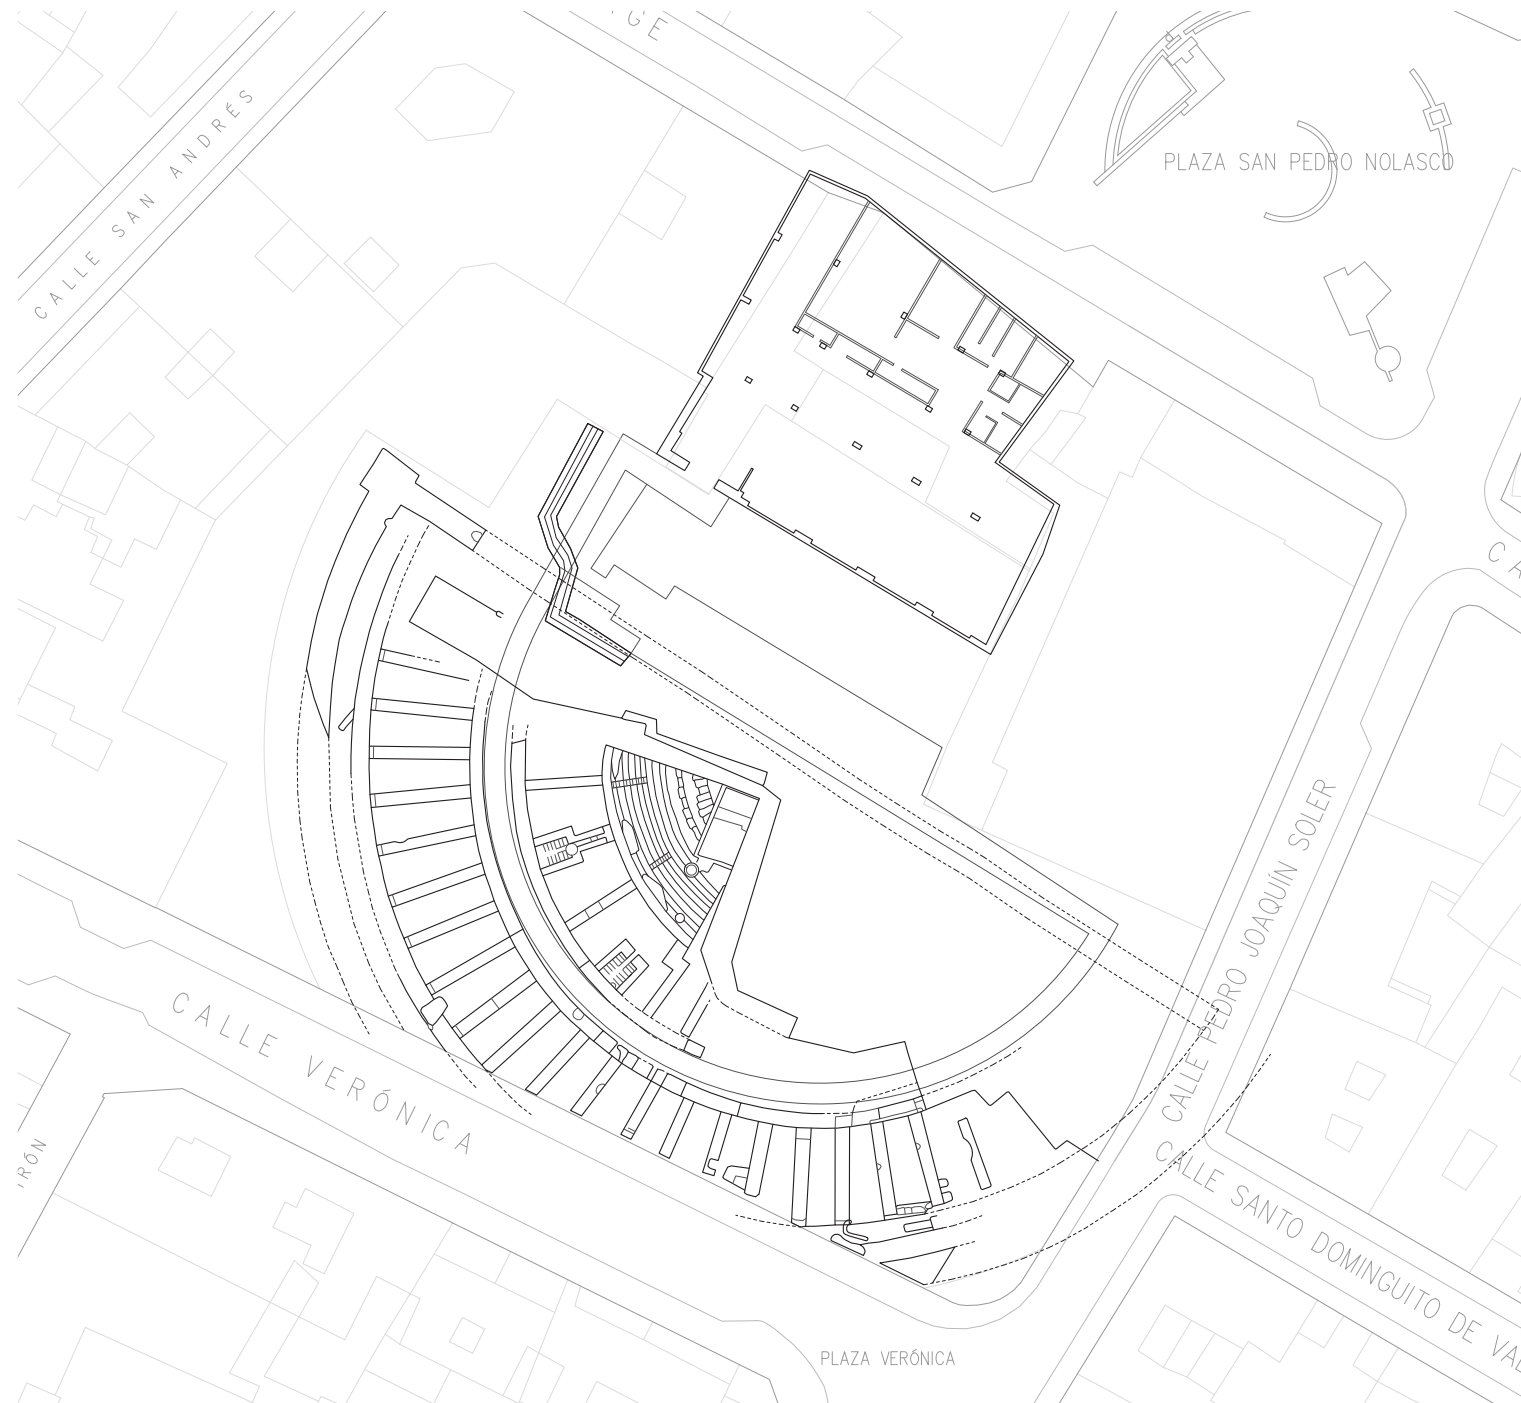 CALLE SAN ANDRÉS
PLAZA SAN PEDRO NOLASCO
CALLE PEDRO JOAQUÍN SOLER
CALLE VERÓNICA
CALLE SANTO DOMINGUITO DE
PLAZA VERÓNICA